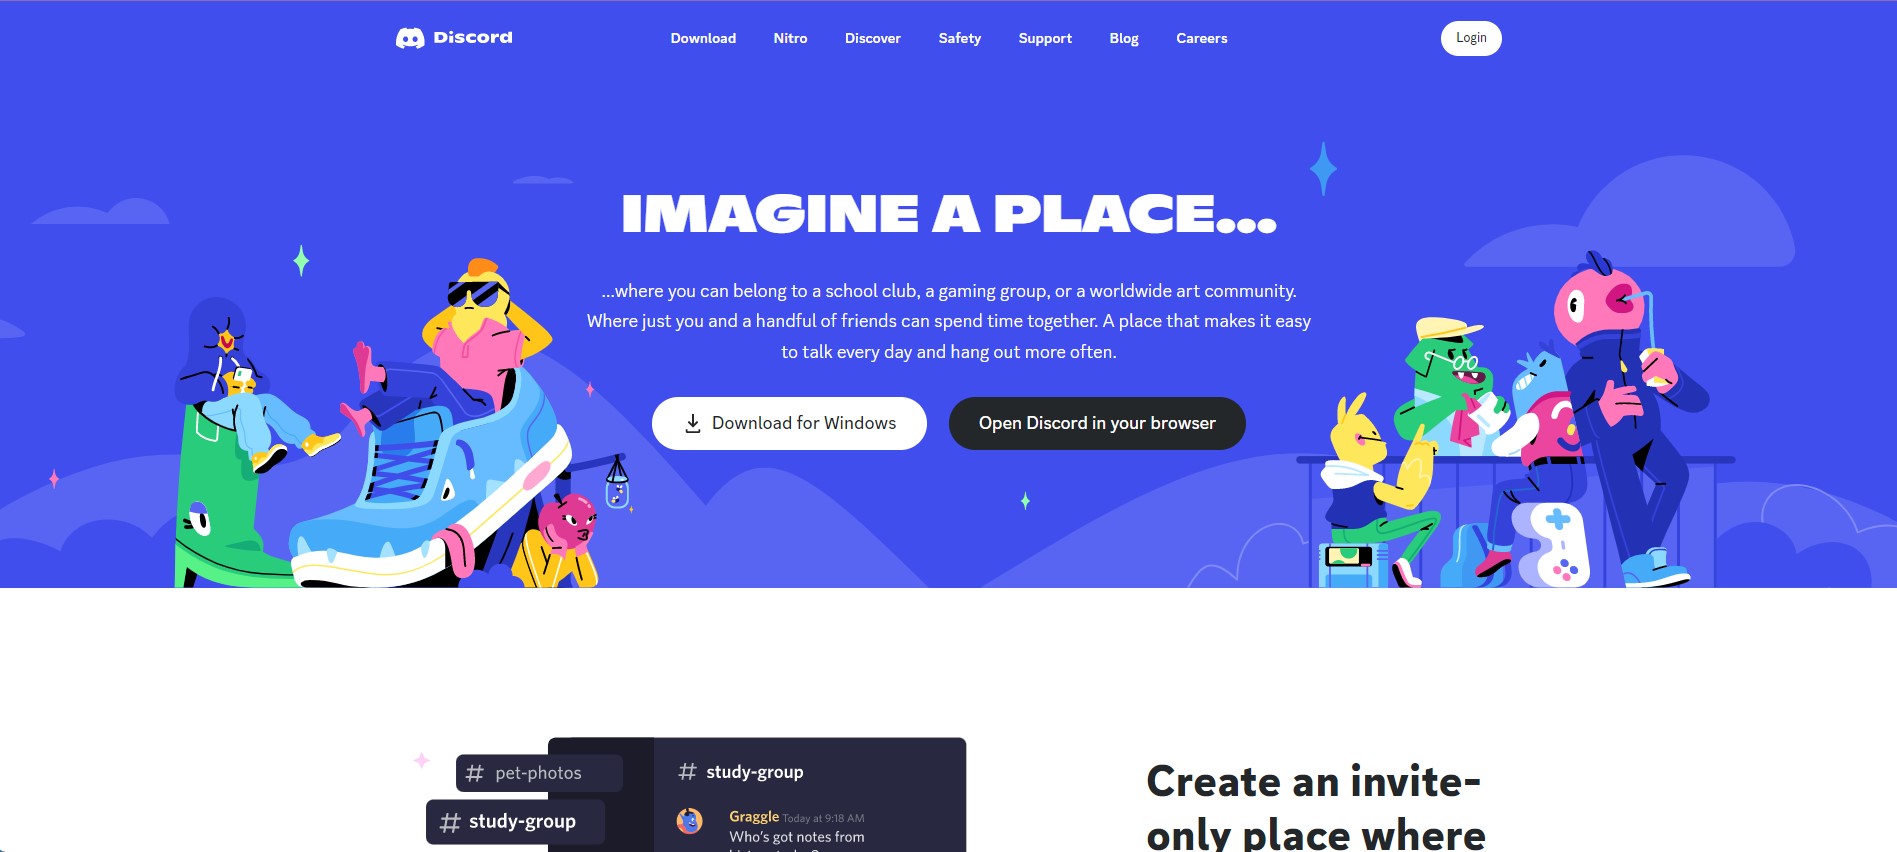 Discord
Download Nitro Discover Safety Support Blog Careers
Login
IMAGINE A PLACE...
...where you can belong to a school club, a gaming group, or a worldwide art community.
Where just you and a handful of friends can spend time together. A place that makes it easy
to talk every day and hang out more often.
Download for Windows
Open Discord in your browser
# pet-photos
# study-group
# study-group
Graggle Today at 9:18 AM
Who's got notes from
Create an invite-
only place where